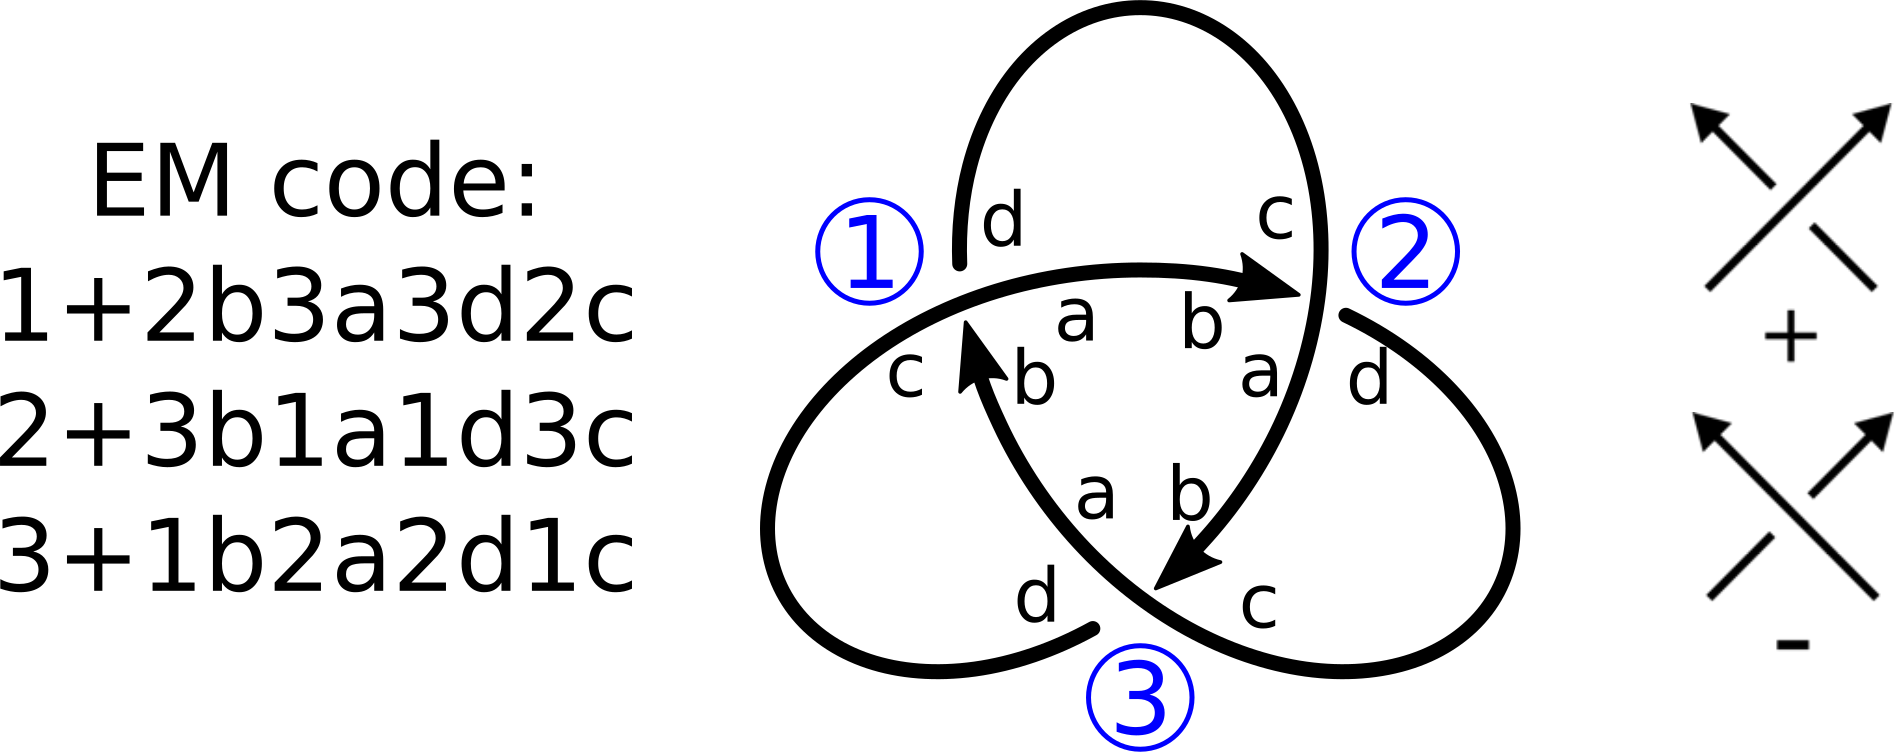 EM code:
1+2b3a3d2c
2+3b1a1d3c
3+1b2a2d1c
d c
1 2
a b
c b a d
a b
d c
3
+
-